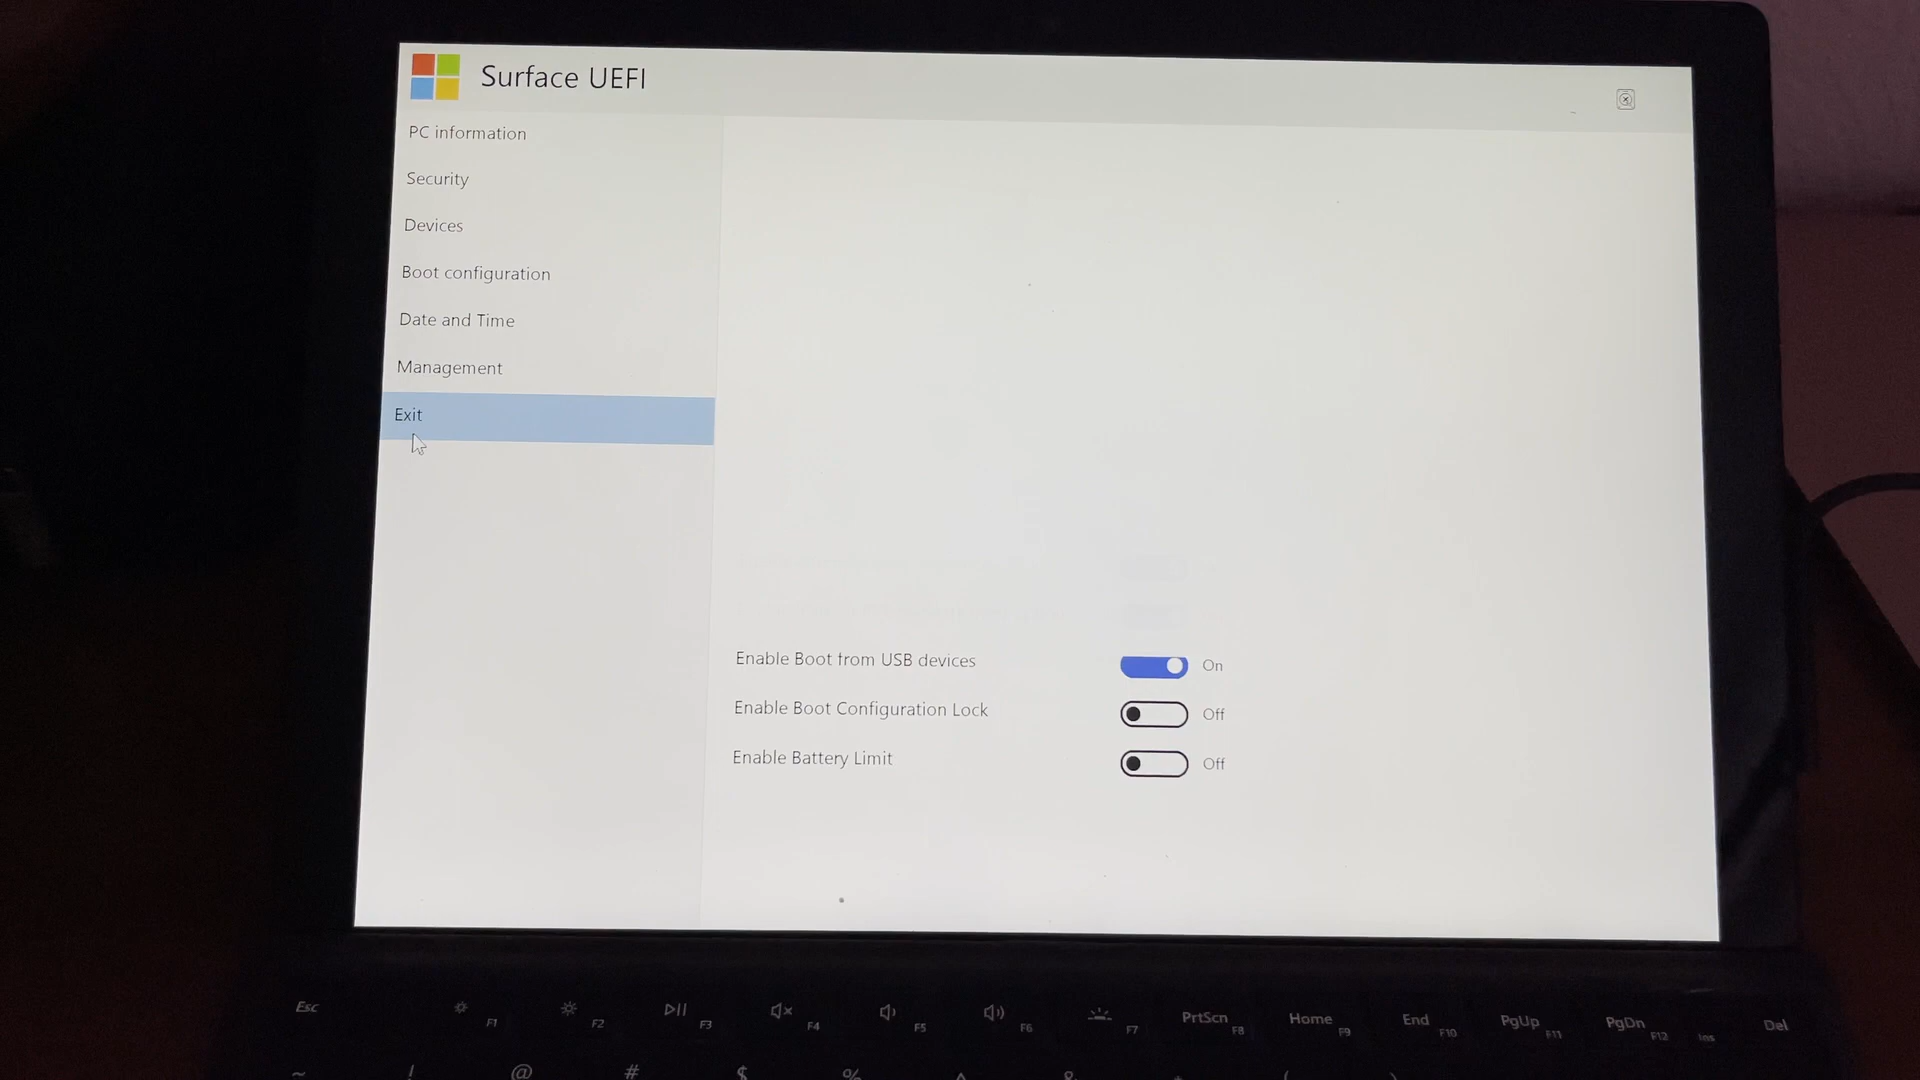 Surface UEFI
PC information
Security
Devices
Boot configuration
Date and Time
Management
Exit
Enable Boot from USB devices On
Enable Boot Configuration Lock Off
Enable Battery Limit Off
Esc F1 F2 F3 F4 F5 F6 F7 PrtScn F8 Home F9 End F10 PgUp F11 PgDn F12 Ins Del
~ ! @ # $ % ^ &